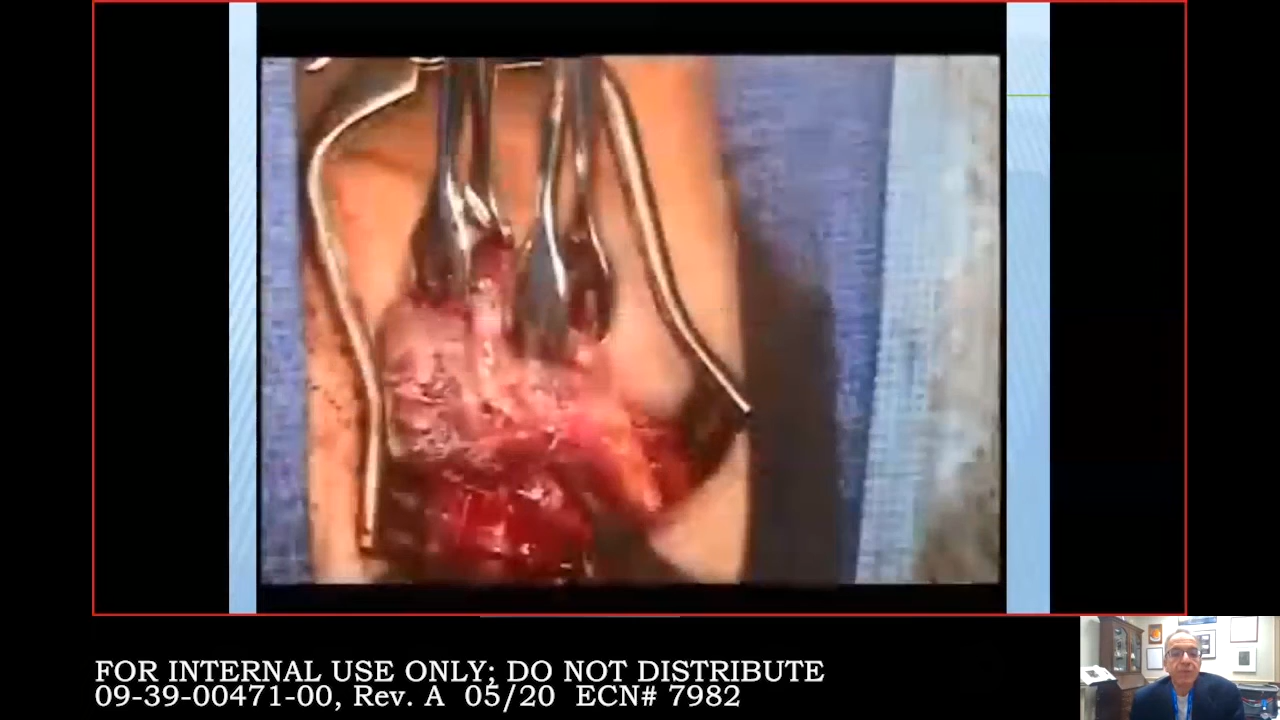 FOR INTERNAL USE ONLY; DO NOT DISTRIBUTE
09-39-00471-00, Rev. A  05/20  ECN# 7982